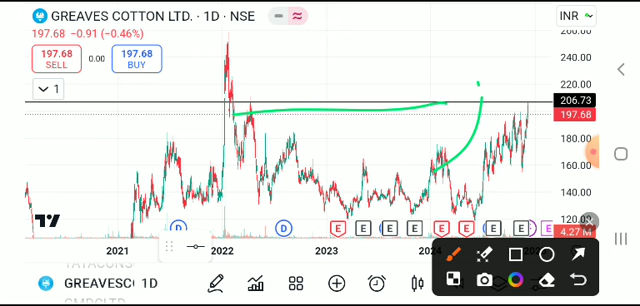 GREAVES COTTON LTD. · 1D · NSE
INR
197.68 −0.91 (−0.46%)
260.00
240.00
197.68
SELL
0.00
197.68
BUY
220.00
1
206.73
197.68
180.00
160.00
140.00
120.00
4.27 M
D E E E E E E E E
2021 2022 2023 2024
GREAVESC 1D